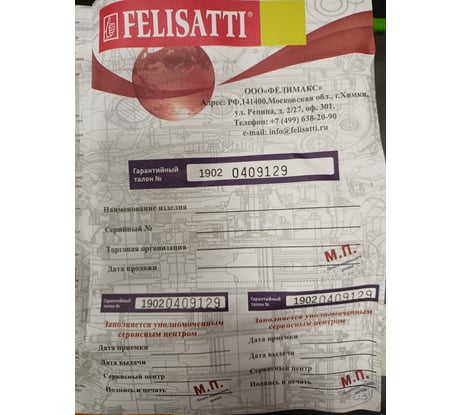 FELISATTI®
ООО«ФЕЛИМАКС»
Адрес: РФ,141400,Московская обл., г.Химки,
ул. Репина, д. 2/27, оф. 301.
Телефон: +7 (499) 638-20-90
e-mail: info@felisatti.ru
Гарантийный
талон № 1902 0409129
Наименование изделия
Серийный №
Торговая организация
Дата продажи
М.П.
Гарантийный
талон № 1902 0409129
Заполняется уполномоченным
сервисным центром
Дата приемки
Дата выдачи
Сервисный центр
Подпись и печать
М.П.
Гарантийный
талон № 1902 0409129
Заполняется уполномоченным
сервисным центром
Дата приемки
Дата выдачи
Сервисный центр
Подпись и печать
М.П.